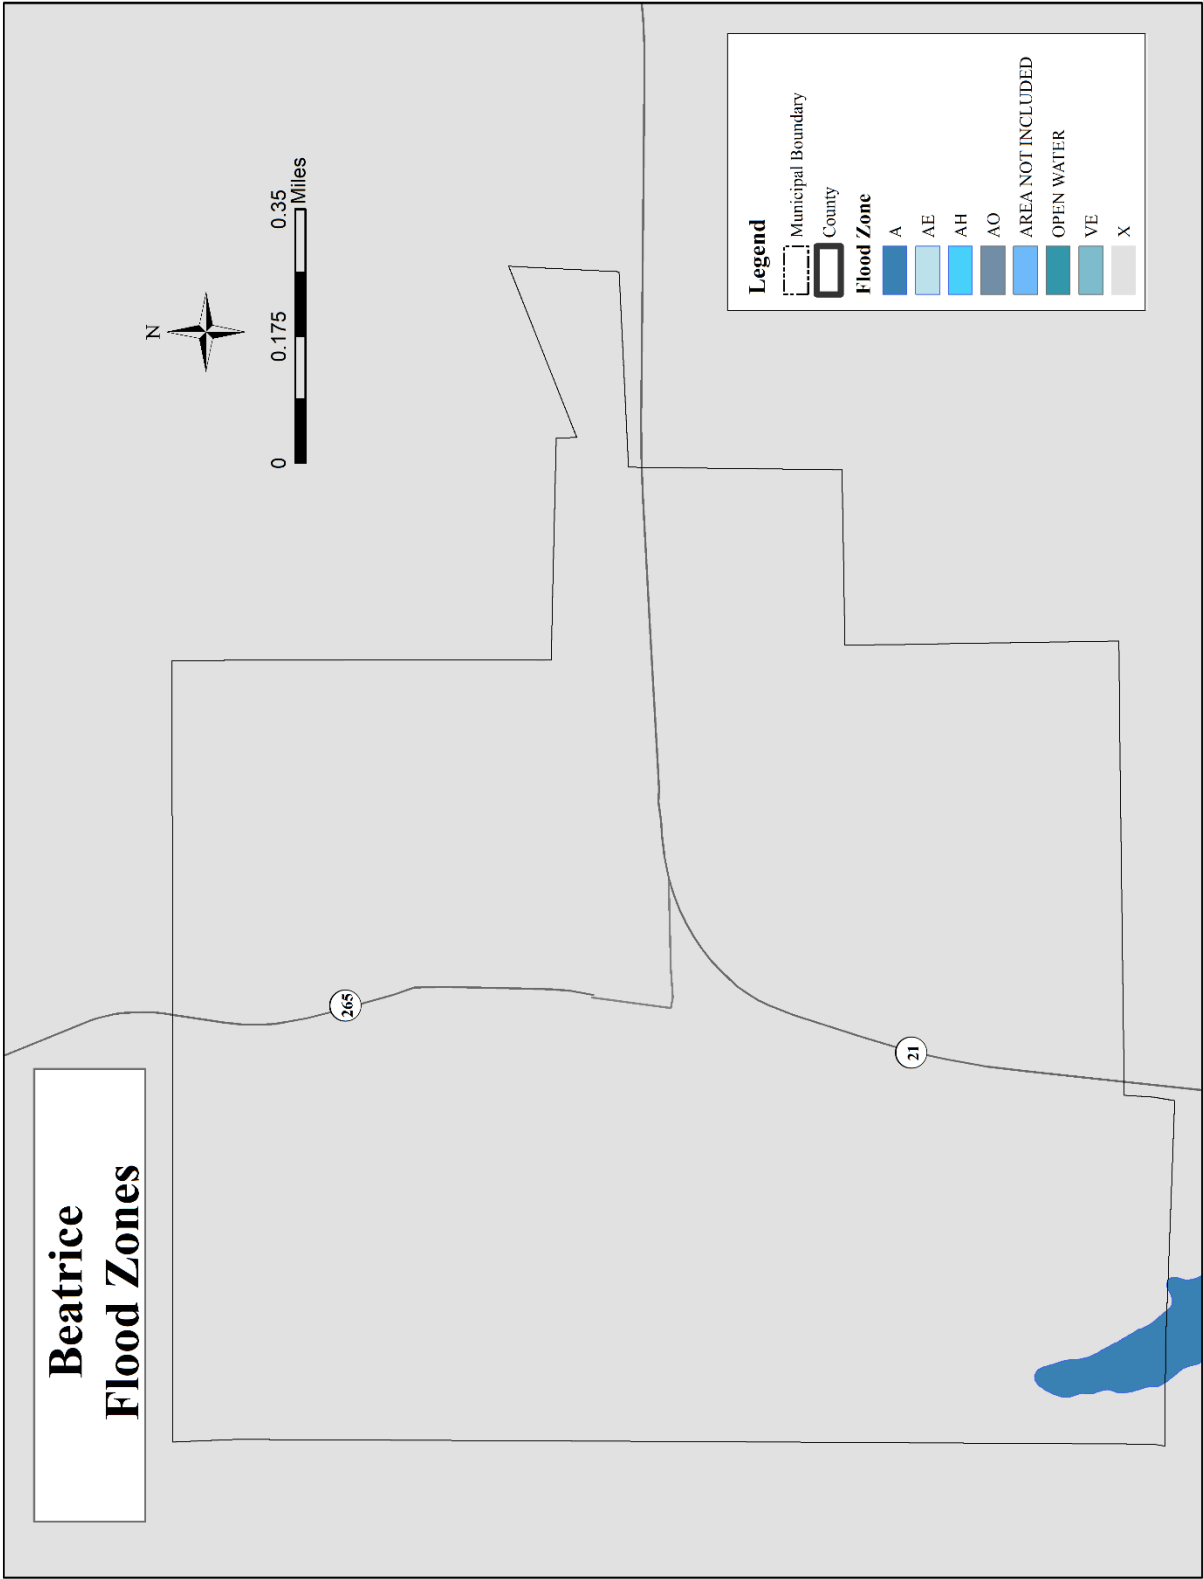 Beatrice
Flood Zones
N
0 0.175 0.35
Miles
265
21
Legend
Municipal Boundary
County
Flood Zone
A
AE
AH
AO
AREA NOT INCLUDED
OPEN WATER
VE
X